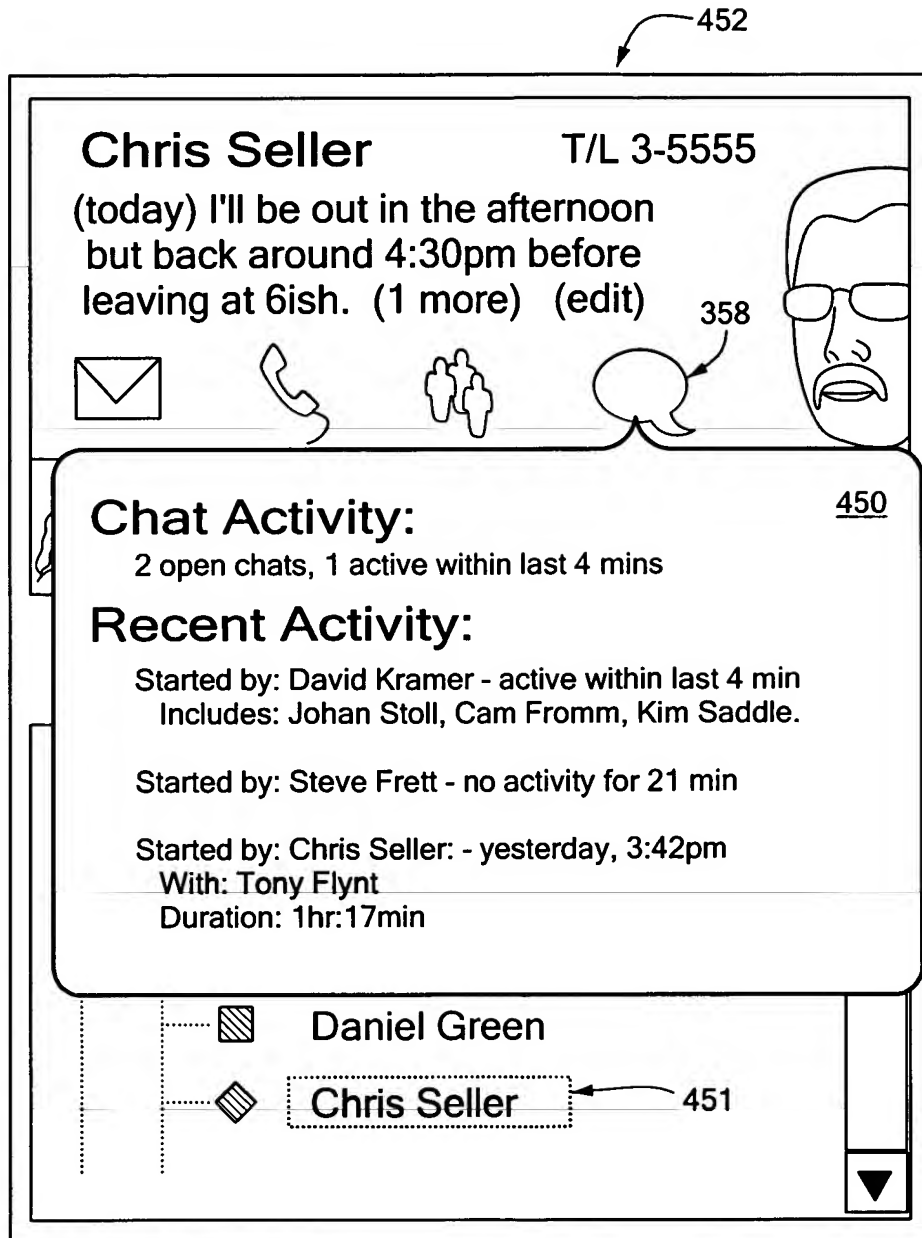 452
Chris Seller T/L 3-5555
(today) I'll be out in the afternoon
but back around 4:30pm before
leaving at 6ish. (1 more) (edit)
358
Chat Activity:
450
2 open chats, 1 active within last 4 mins
Recent Activity:
Started by: David Kramer - active within last 4 min
Includes: Johan Stoll, Cam Fromm, Kim Saddle.
Started by: Steve Frett - no activity for 21 min
Started by: Chris Seller: - yesterday, 3:42pm
With: Tony Flynt
Duration: 1hr:17min
Daniel Green
Chris Seller
451